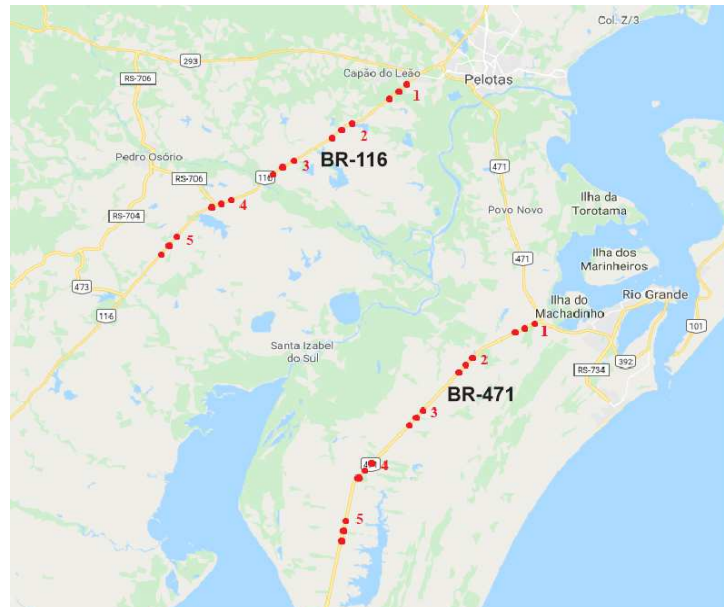 Col. Z/3
293
RS-706
Capão do Leão
Pelotas
1
2
BR-116
3
116
Pedro Osório
RS-706
471
4
Povo Novo
Ilha da
Torotama
RS-704
5
471
Ilha dos
Marinheiros
473
Ilha do
Machadinho
Rio Grande
116
1
101
Santa Izabel
do Sul
2
392
RS-734
BR-471
3
4
5